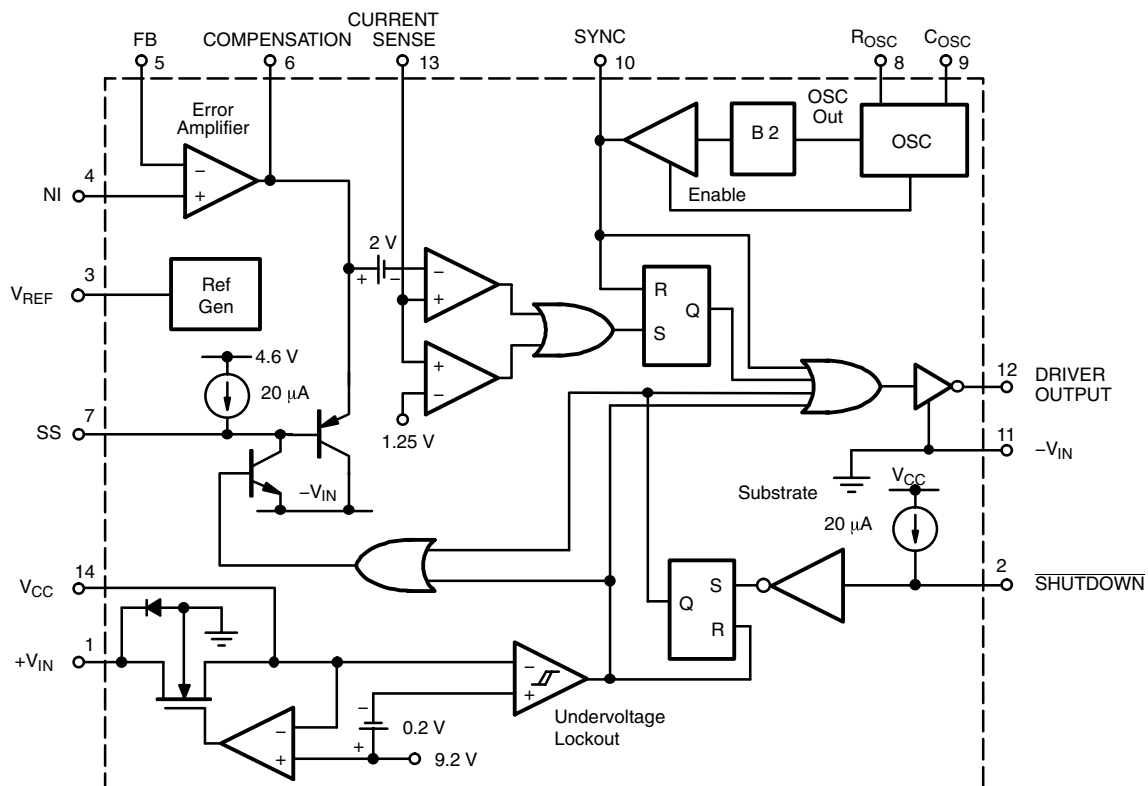 FB
5
COMPENSATION
6
CURRENT
SENSE
13
SYNC
10
ROSC
8
COSC
9
Error
Amplifier
−
+
4
NI
OSC
Out
B 2
OSC
Enable
3
VREF
Ref
Gen
2 V
+
−
−
+
+
−
1.25 V
R
Q
S
4.6 V
20 μA
7
SS
−VIN
12
DRIVER
OUTPUT
11
−VIN
Substrate
VCC
20 μA
2
SHUTDOWN
S
Q
R
14
VCC
1
+VIN
−
+
−
0.2 V
+
9.2 V
−
+
Undervoltage
Lockout